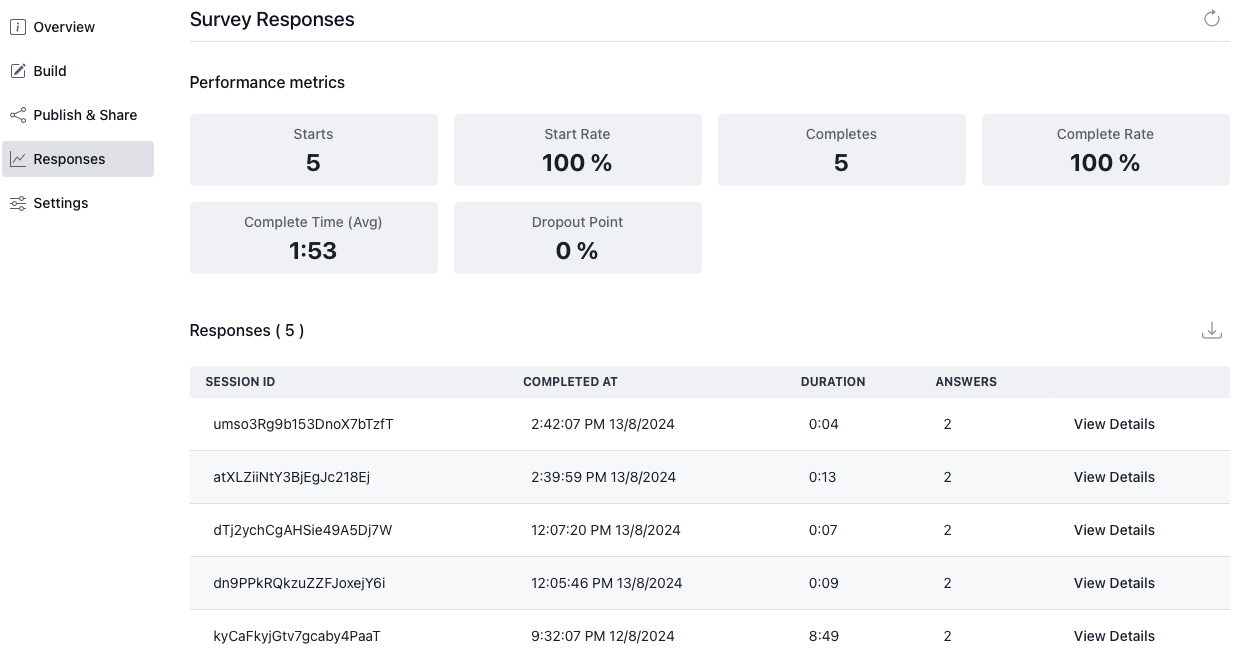 Overview
Build
Publish & Share
Responses
Settings
Survey Responses
Performance metrics
Starts
5
Start Rate
100 %
Completes
5
Complete Rate
100 %
Complete Time (Avg)
1:53
Dropout Point
0 %
Responses ( 5 )
SESSION ID COMPLETED AT DURATION ANSWERS
umso3Rg9b153DnoX7bTzfT 2:42:07 PM 13/8/2024 0:04 2 View Details
atXLZiiNtY3BjEgJc218Ej 2:39:59 PM 13/8/2024 0:13 2 View Details
dTj2ychCgAHSie49A5Dj7W 12:07:20 PM 13/8/2024 0:07 2 View Details
dn9PPkRQkzuZZFJoxejY6i 12:05:46 PM 13/8/2024 0:09 2 View Details
kyCaFkyjGtv7gcaby4PaaT 9:32:07 PM 12/8/2024 8:49 2 View Details